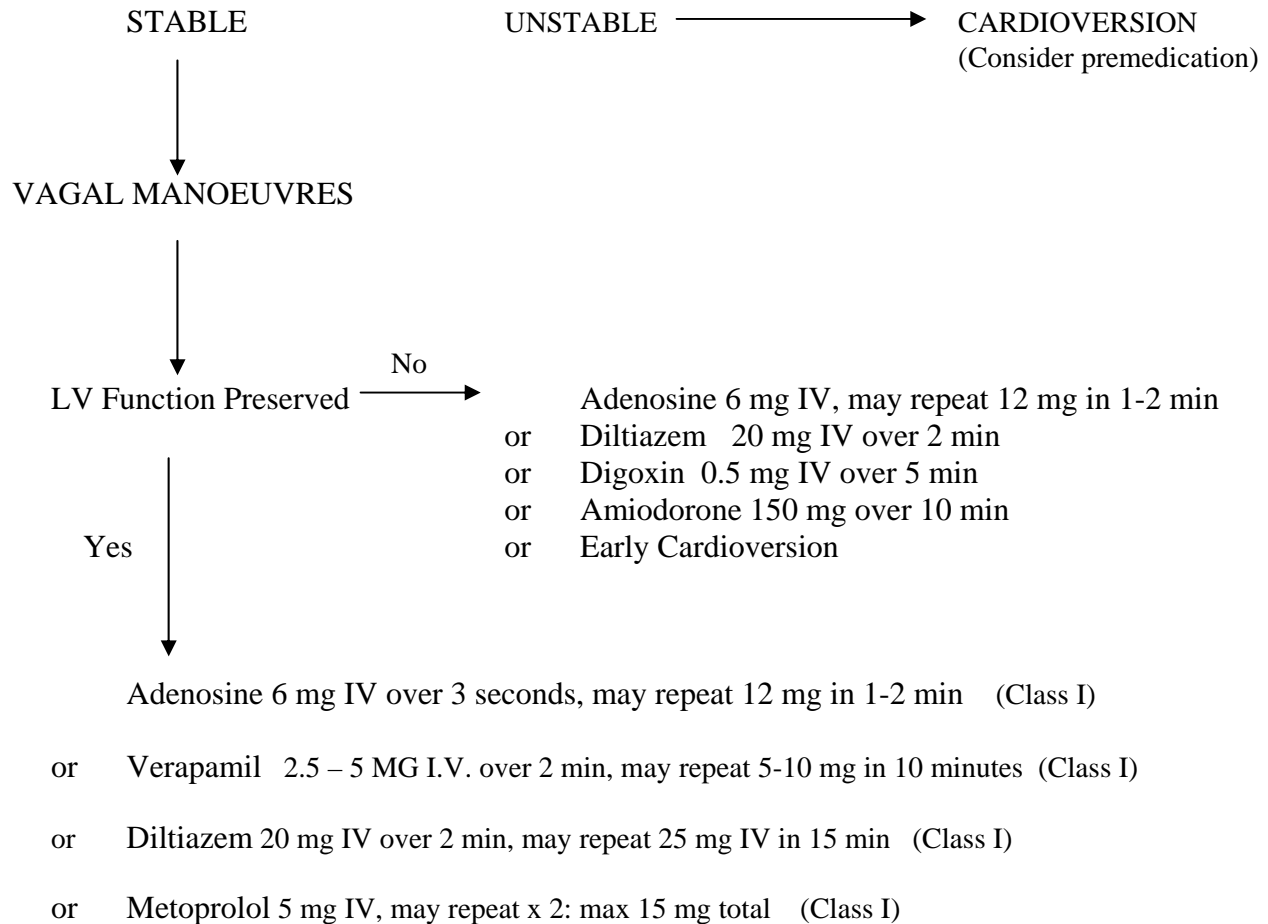 STABLE UNSTABLE CARDIOVERSION
(Consider premedication)
VAGAL MANOEUVRES
No
LV Function Preserved Adenosine 6 mg IV, may repeat 12 mg in 1-2 min
or Diltiazem 20 mg IV over 2 min
or Digoxin 0.5 mg IV over 5 min
or Amiodorone 150 mg over 10 min
Yes or Early Cardioversion
Adenosine 6 mg IV over 3 seconds, may repeat 12 mg in 1-2 min (Class I)
or Verapamil 2.5 – 5 MG I.V. over 2 min, may repeat 5-10 mg in 10 minutes (Class I)
or Diltiazem 20 mg IV over 2 min, may repeat 25 mg IV in 15 min (Class I)
or Metoprolol 5 mg IV, may repeat x 2: max 15 mg total (Class I)